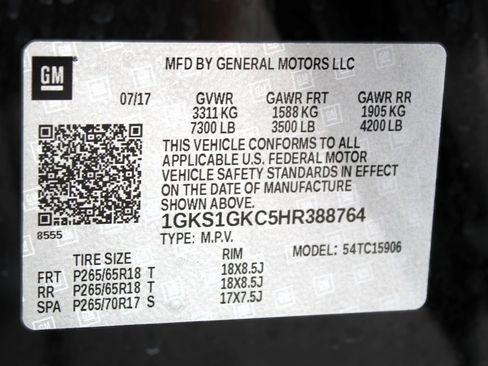 GM
MFD BY GENERAL MOTORS LLC
07/17 GVWR GAWR FRT GAWR RR
3311 KG 1588 KG 1905 KG
7300 LB 3500 LB 4200 LB
THIS VEHICLE CONFORMS TO ALL
APPLICABLE U.S. FEDERAL MOTOR
VEHICLE SAFETY STANDARDS IN EFFECT
ON THE DATE OF MANUFACTURE
SHOWN ABOVE.
8555
1GKS1GKC5HR388764
TYPE: M.P.V. MODEL: 54TC15906
TIRE SIZE RIM
FRT P265/65R18 T 18X8.5J
RR P265/65R18 T 18X8.5J
SPA P265/70R17 S 17X7.5J